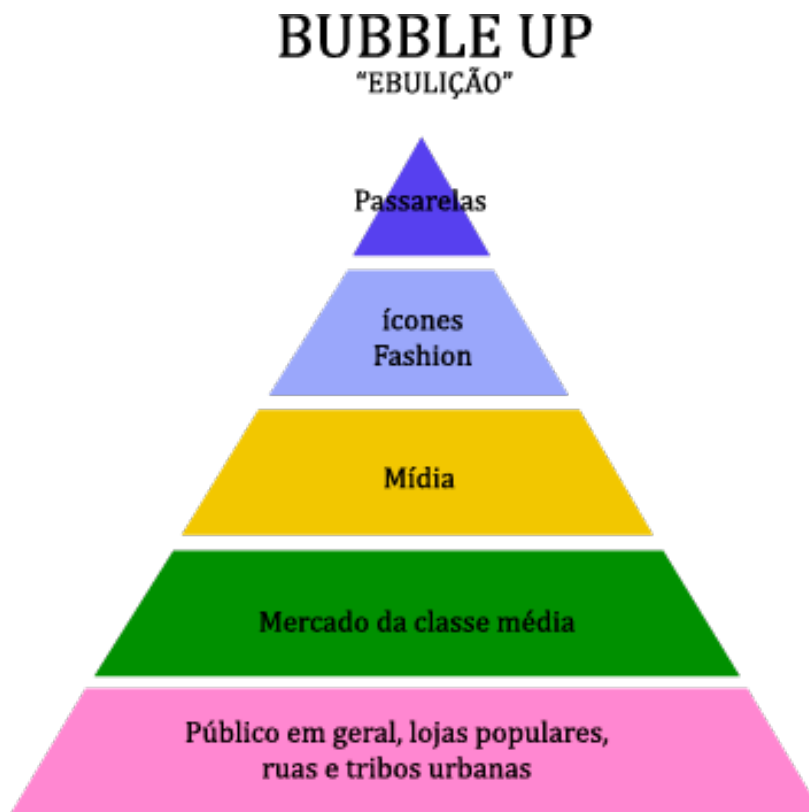 BUBBLE UP
“EBULIÇÃO”
Passarelas
ícones
Fashion
Mídia
Mercado da classe média
Público em geral, lojas populares,
ruas e tribos urbanas